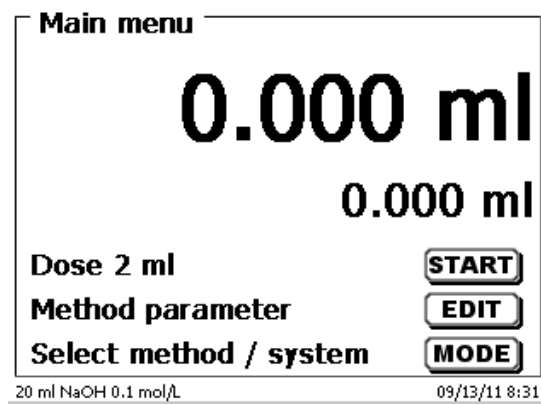 Main menu
0.000 ml
0.000 ml
Dose 2 ml START
Method parameter EDIT
Select method / system MODE
20 ml NaOH 0.1 mol/L 09/13/11 8:31